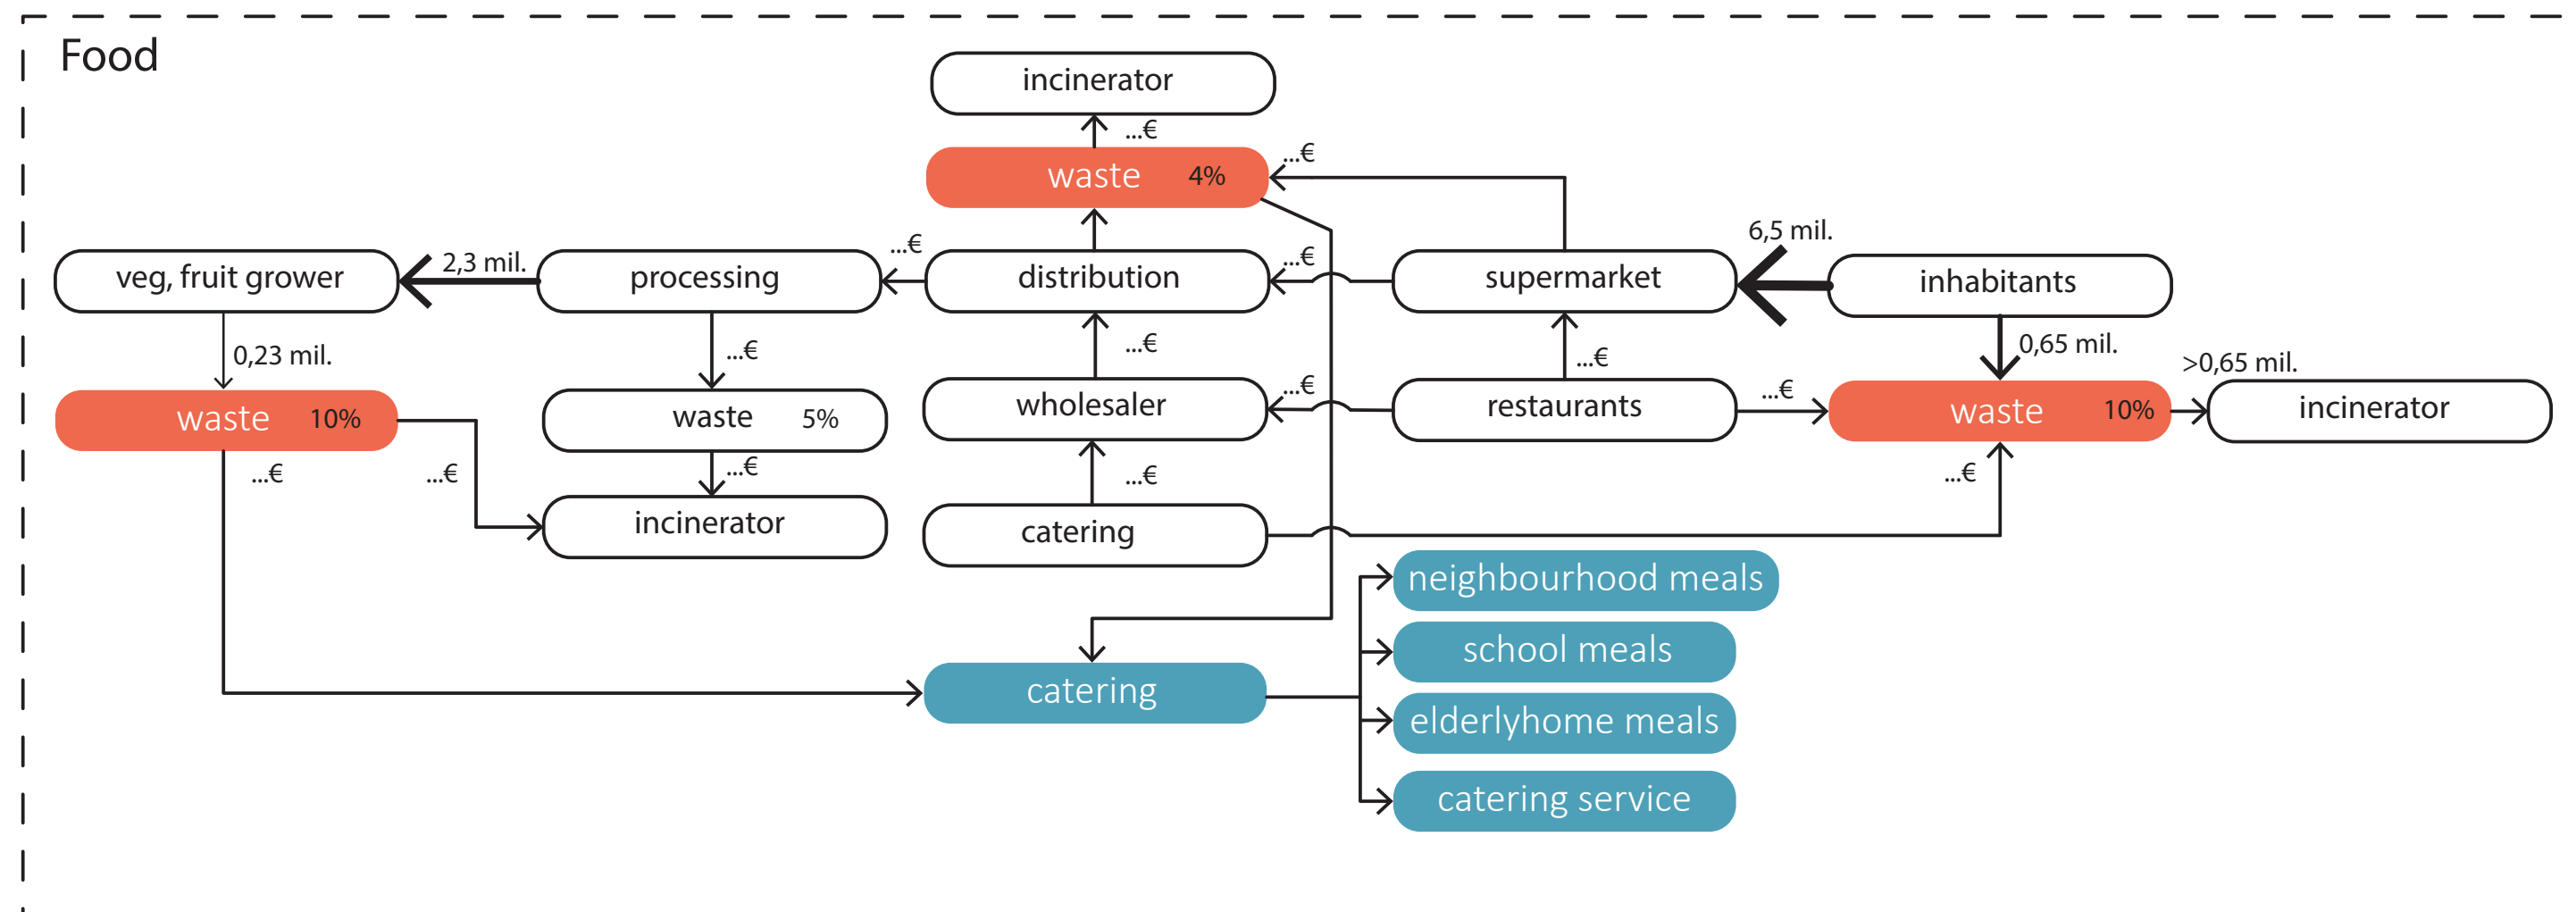 Food
incinerator
...€
waste 4%
...€
6,5 mil.
veg, fruit grower
2,3 mil.
processing
...€
distribution
...€
supermarket
inhabitants
0,23 mil.
...€
...€
...€
0,65 mil.
>0,65 mil.
waste 10%
waste 5%
wholesaler
...€
restaurants
...€
waste 10%
incinerator
...€
...€
...€
...€
...€
incinerator
catering
neighbourhood meals
school meals
catering
elderlyhome meals
catering service